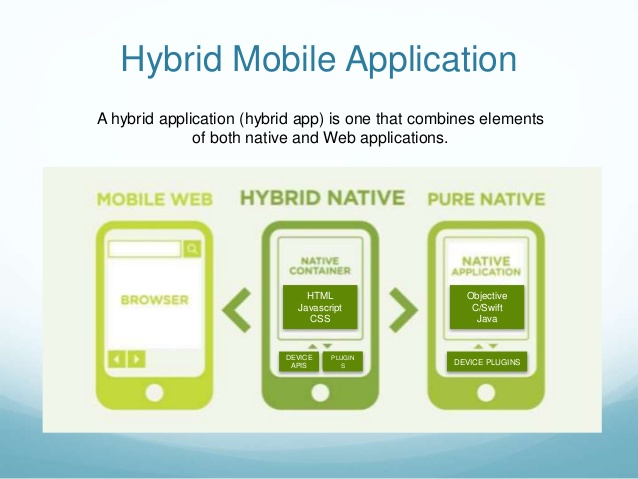 Hybrid Mobile Application
A hybrid application (hybrid app) is one that combines elements
of both native and Web applications.
MOBILE WEB
HYBRID NATIVE
PURE NATIVE
BROWSER
NATIVE
CONTAINER
HTML
Javascript
CSS
DEVICE
APIS
PLUGIN
S
NATIVE
APPLICATION
Objective
C/Swift
Java
DEVICE PLUGINS